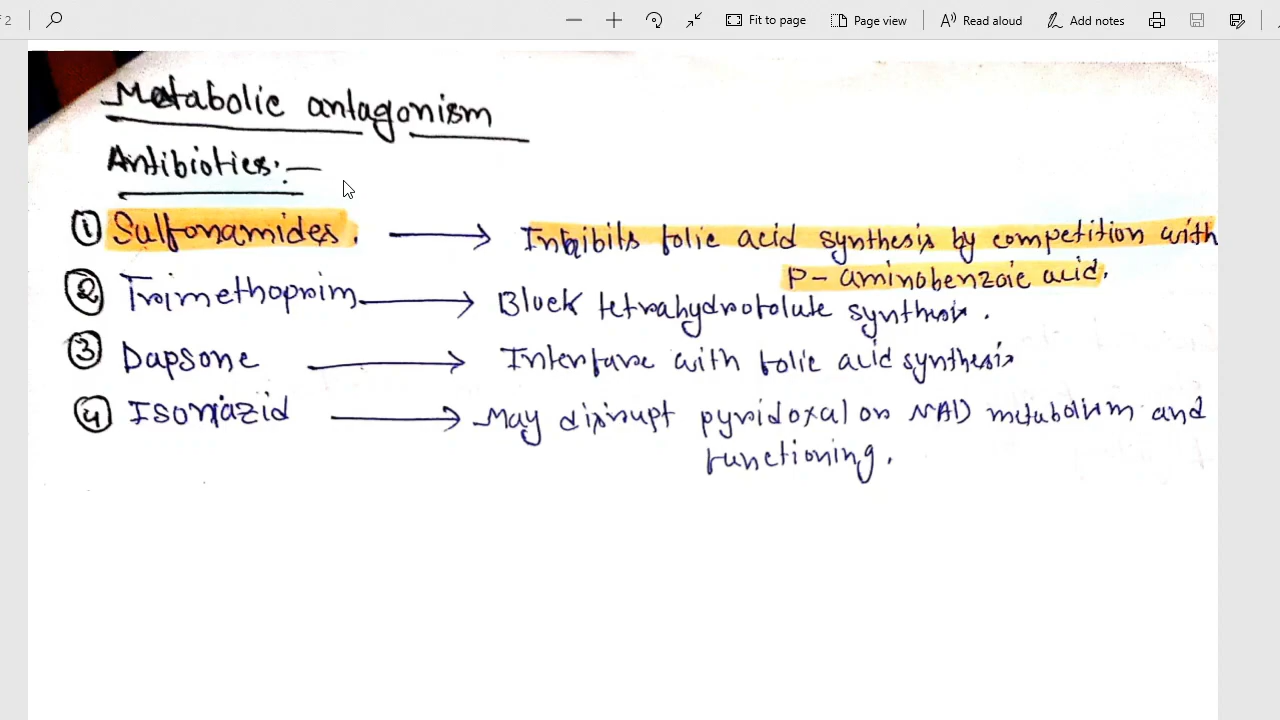 2
Fit to page
Page view
Read aloud
Add notes
Metabolic antagonism
Antibiotics:-
① Sulfonamides. → Inhibits folic acid synthesis by competition with
P-aminobenzoic acid.
② Trimethoprim → Block tetrahydrofolate synthesis.
③ Dapsone → Interfare with folic acid synthesis
④ Isoniazid → May disrupt pyridoxal or NAD metabolism and
functioning.